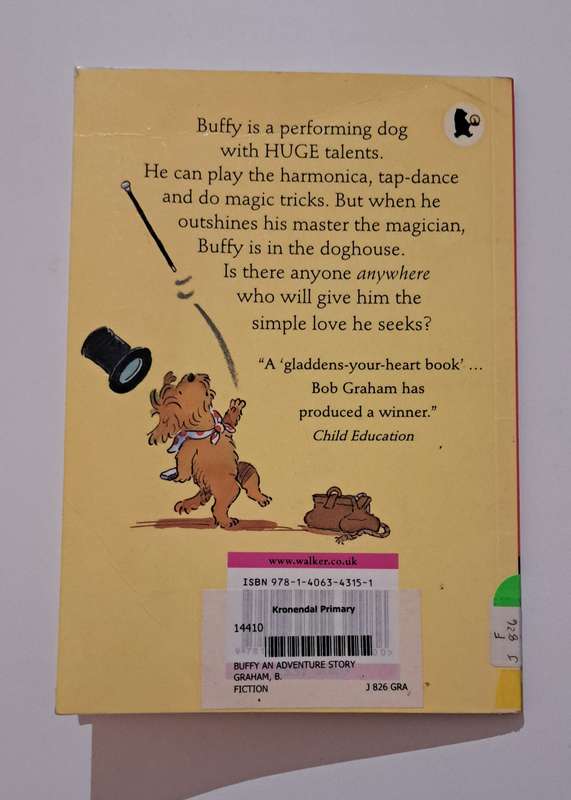 Buffy is a performing dog
with HUGE talents.
He can play the harmonica, tap-dance
and do magic tricks. But when he
outshines his master the magician,
Buffy is in the doghouse.
Is there anyone anywhere
who will give him the
simple love he seeks?
“A ‘gladdens-your-heart book’ ...
Bob Graham has
produced a winner.”
Child Education
www.walker.co.uk
ISBN 978-1-4063-4315-1
Kronendal Primary
14410
BUFFY AN ADVENTURE STORY
GRAHAM, B.
FICTION J 826 GRA
F
J 826